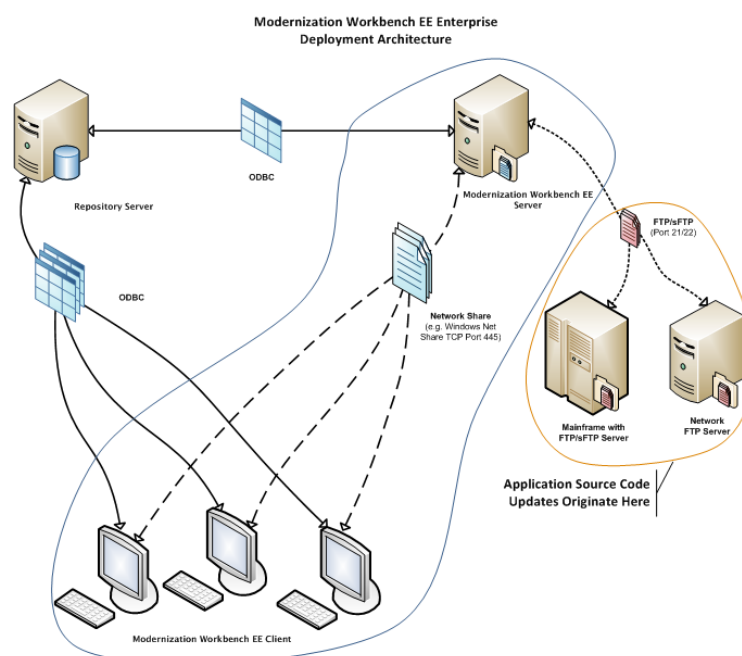 Modernization Workbench EE Enterprise
Deployment Architecture
ODBC
Repository Server
Modernization Workbench EE
Server
FTP/sFTP
(Port 21/22)
ODBC
Network Share
(e.g. Windows Net
Share TCP Port 445)
Mainframe with
FTP/sFTP Server
Network
FTP Server
Application Source Code
Updates Originate Here
Modernization Workbench EE Client